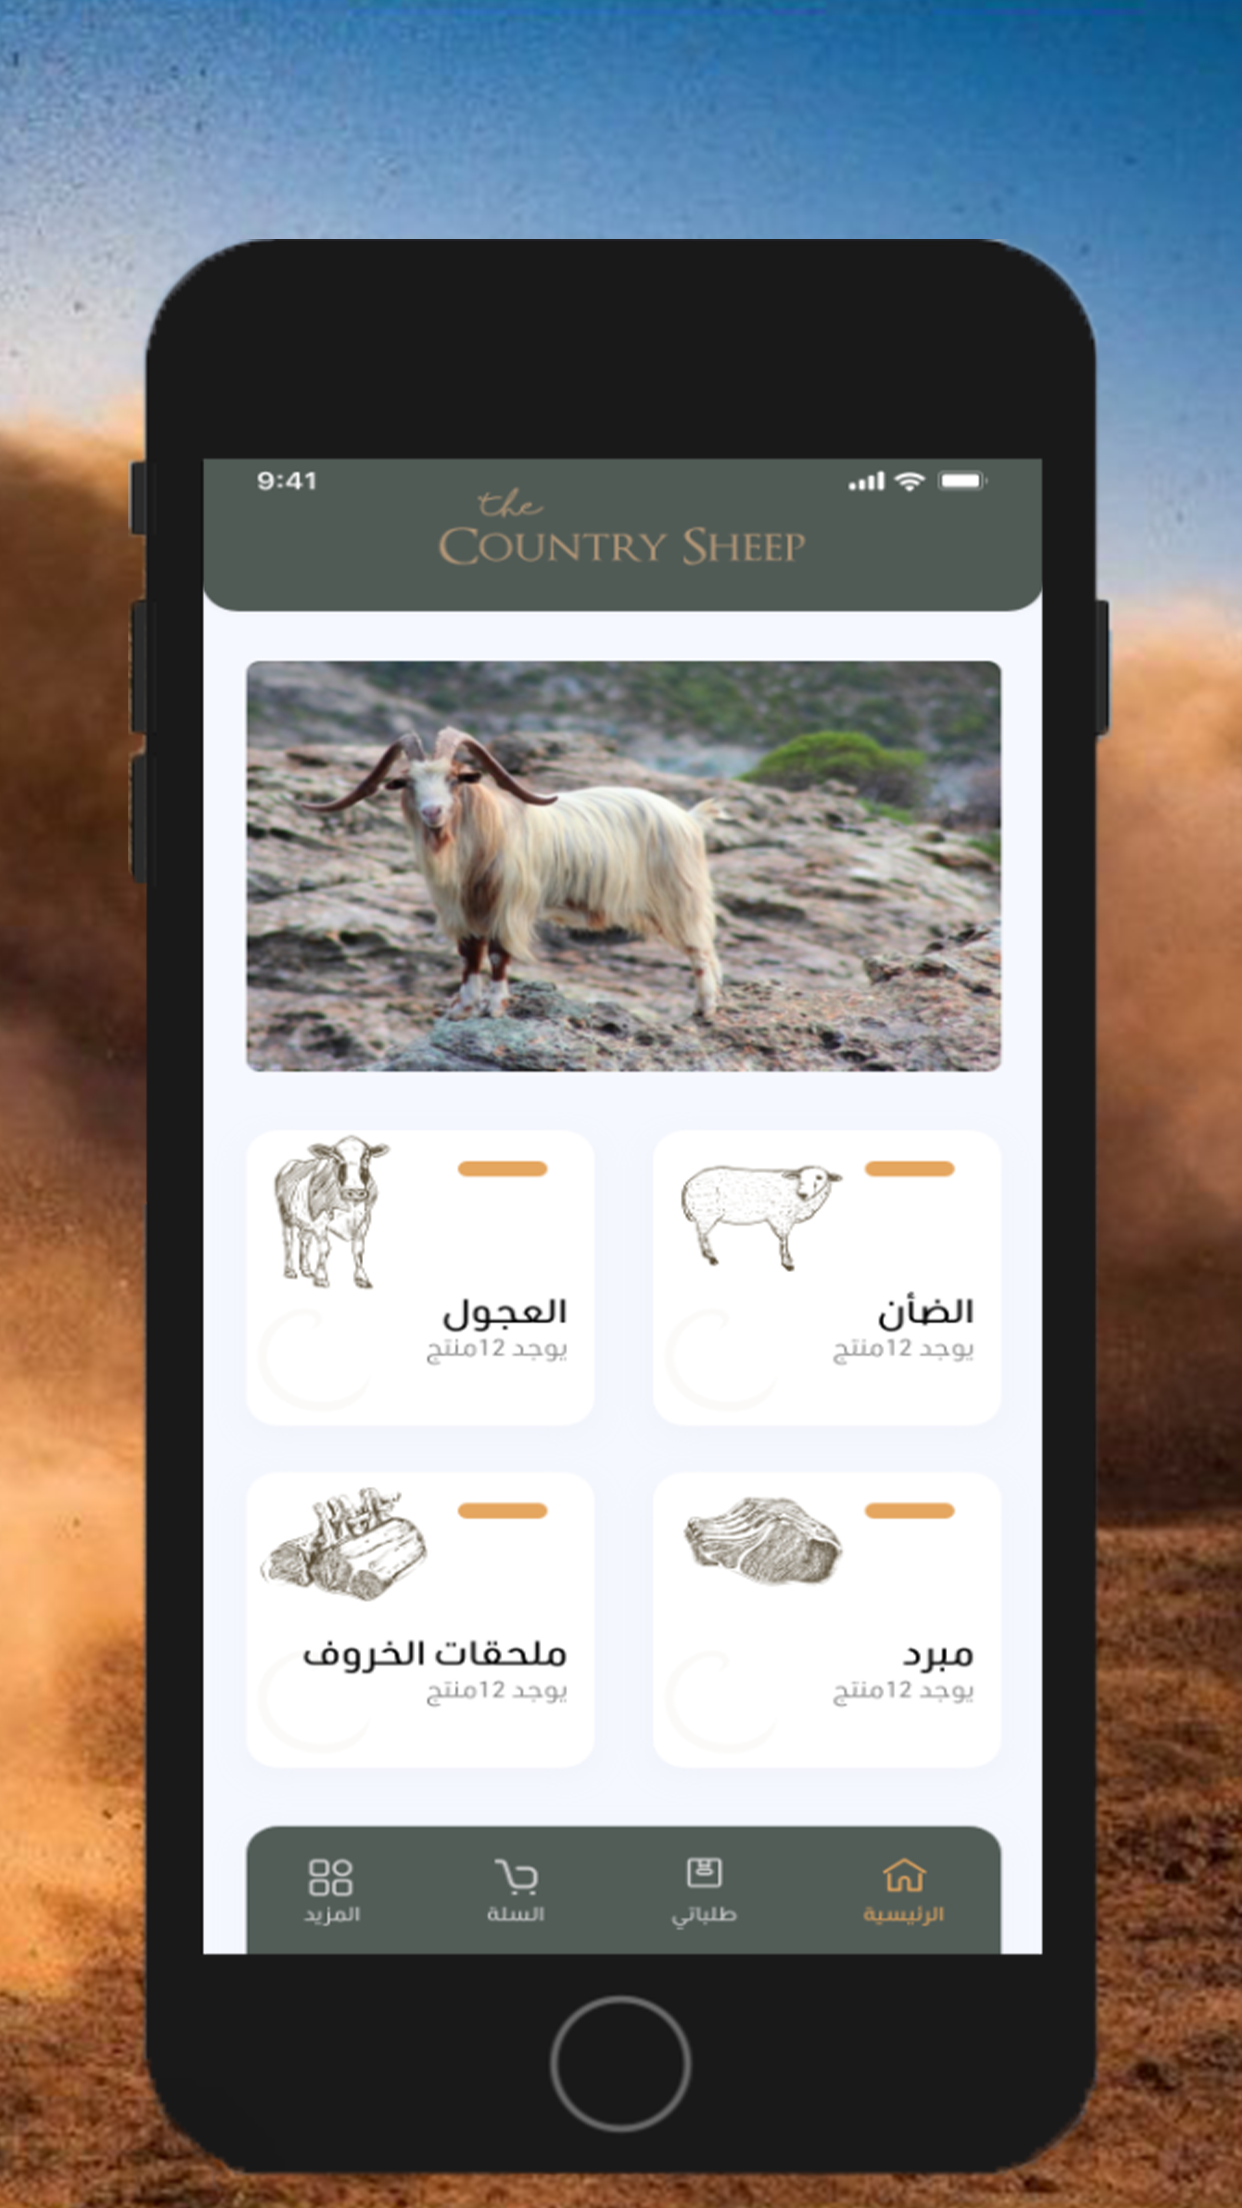 9:41
the
COUNTRY SHEEP
الضأن
يوجد 12منتج
العجول
يوجد 12منتج
مبرد
يوجد 12منتج
ملحقات الخروف
يوجد 12منتج
الرئيسية
طلباتي
السلة
المزيد